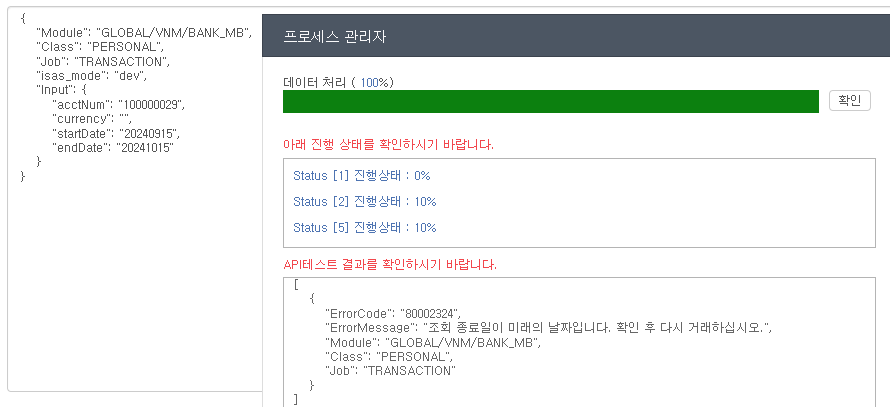 {
"Module": "GLOBAL/VNM/BANK_MB",
"Class": "PERSONAL",
"Job": "TRANSACTION",
"isas_mode": "dev",
"Input": {
"acctNum": "100000029",
"currency": "",
"startDate": "20240915",
"endDate": "20241015"
}
}
프로세스 관리자
데이터 처리 ( 100%)
확인
아래 진행 상태를 확인하시기 바랍니다.
Status [1] 진행상태 : 0%
Status [2] 진행상태 : 10%
Status [5] 진행상태 : 10%
API테스트 결과를 확인하시기 바랍니다.
[
{
"ErrorCode": "80002324",
"ErrorMessage": "조회 종료일이 미래의 날짜입니다. 확인 후 다시 거래하십시오.",
"Module": "GLOBAL/VNM/BANK_MB",
"Class": "PERSONAL",
"Job": "TRANSACTION"
}
]